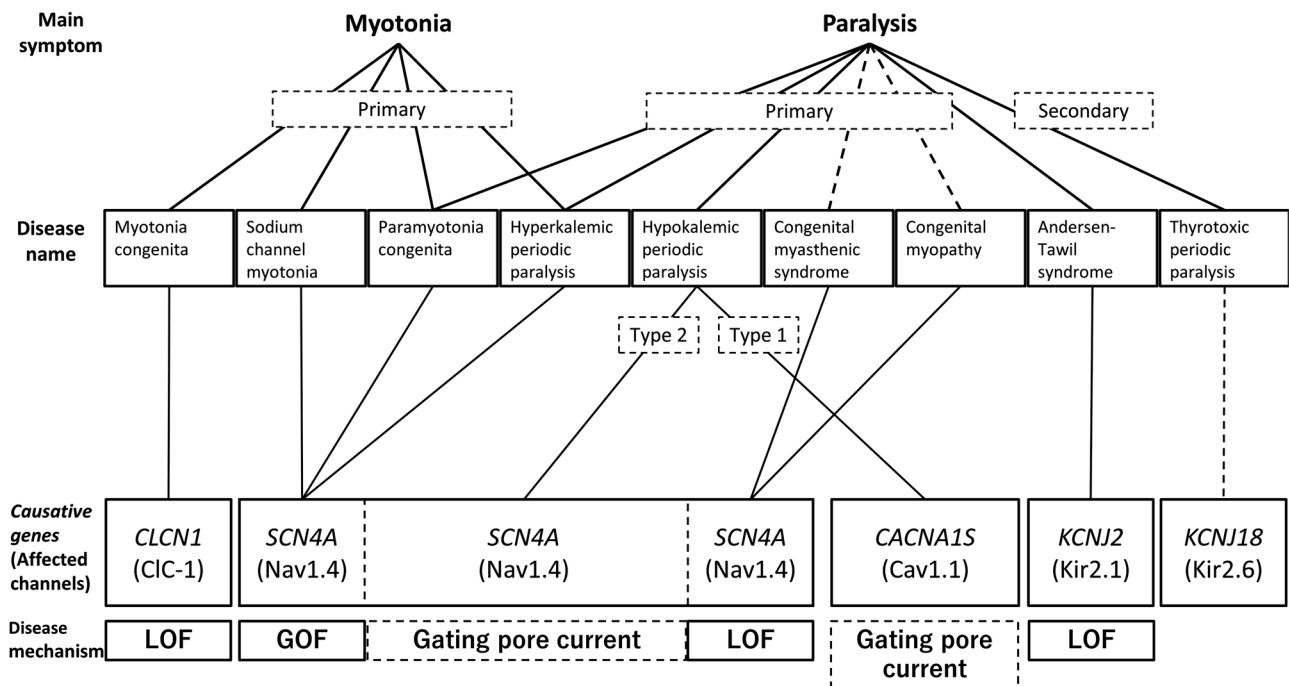 Main
symptom
Myotonia
Paralysis
Primary
Primary
Secondary
Disease
name
Myotonia
congenita
Sodium
channel
myotonia
Paramyotonia
congenita
Hyperkalemic
periodic
paralysis
Hypokalemic
periodic
paralysis
Congenital
myasthenic
syndrome
Congenital
myopathy
Andersen-
Tawil
syndrome
Thyrotoxic
periodic
paralysis
Type 2
Type 1
Causative
genes
(Affected
channels)
CLCN1
(ClC-1)
SCN4A
(Nav1.4)
SCN4A
(Nav1.4)
SCN4A
(Nav1.4)
CACNA1S
(Cav1.1)
KCNJ2
(Kir2.1)
KCNJ18
(Kir2.6)
Disease
mechanism
LOF
GOF
Gating pore current
LOF
Gating pore
current
LOF